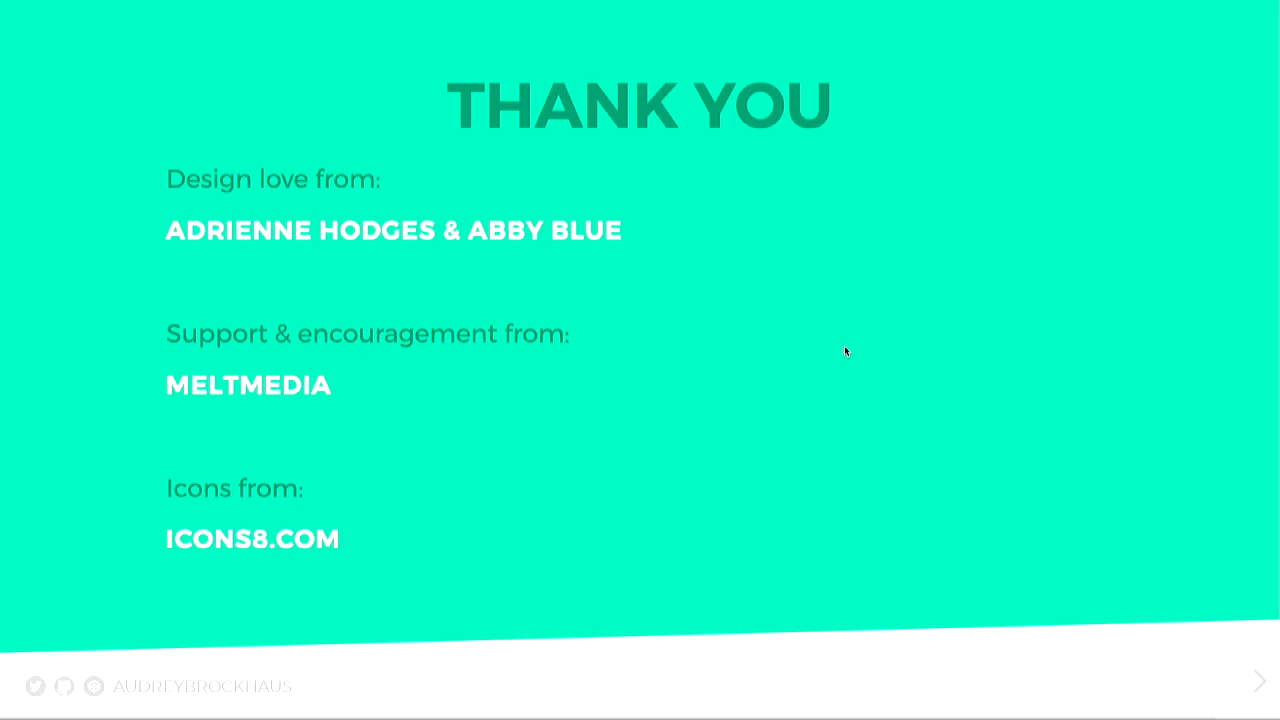 THANK YOU
Design love from:
ADRIENNE HODGES & ABBY BLUE
Support & encouragement from:
MELTMEDIA
Icons from:
ICONS8.COM
AUDREYBROCKHAUS